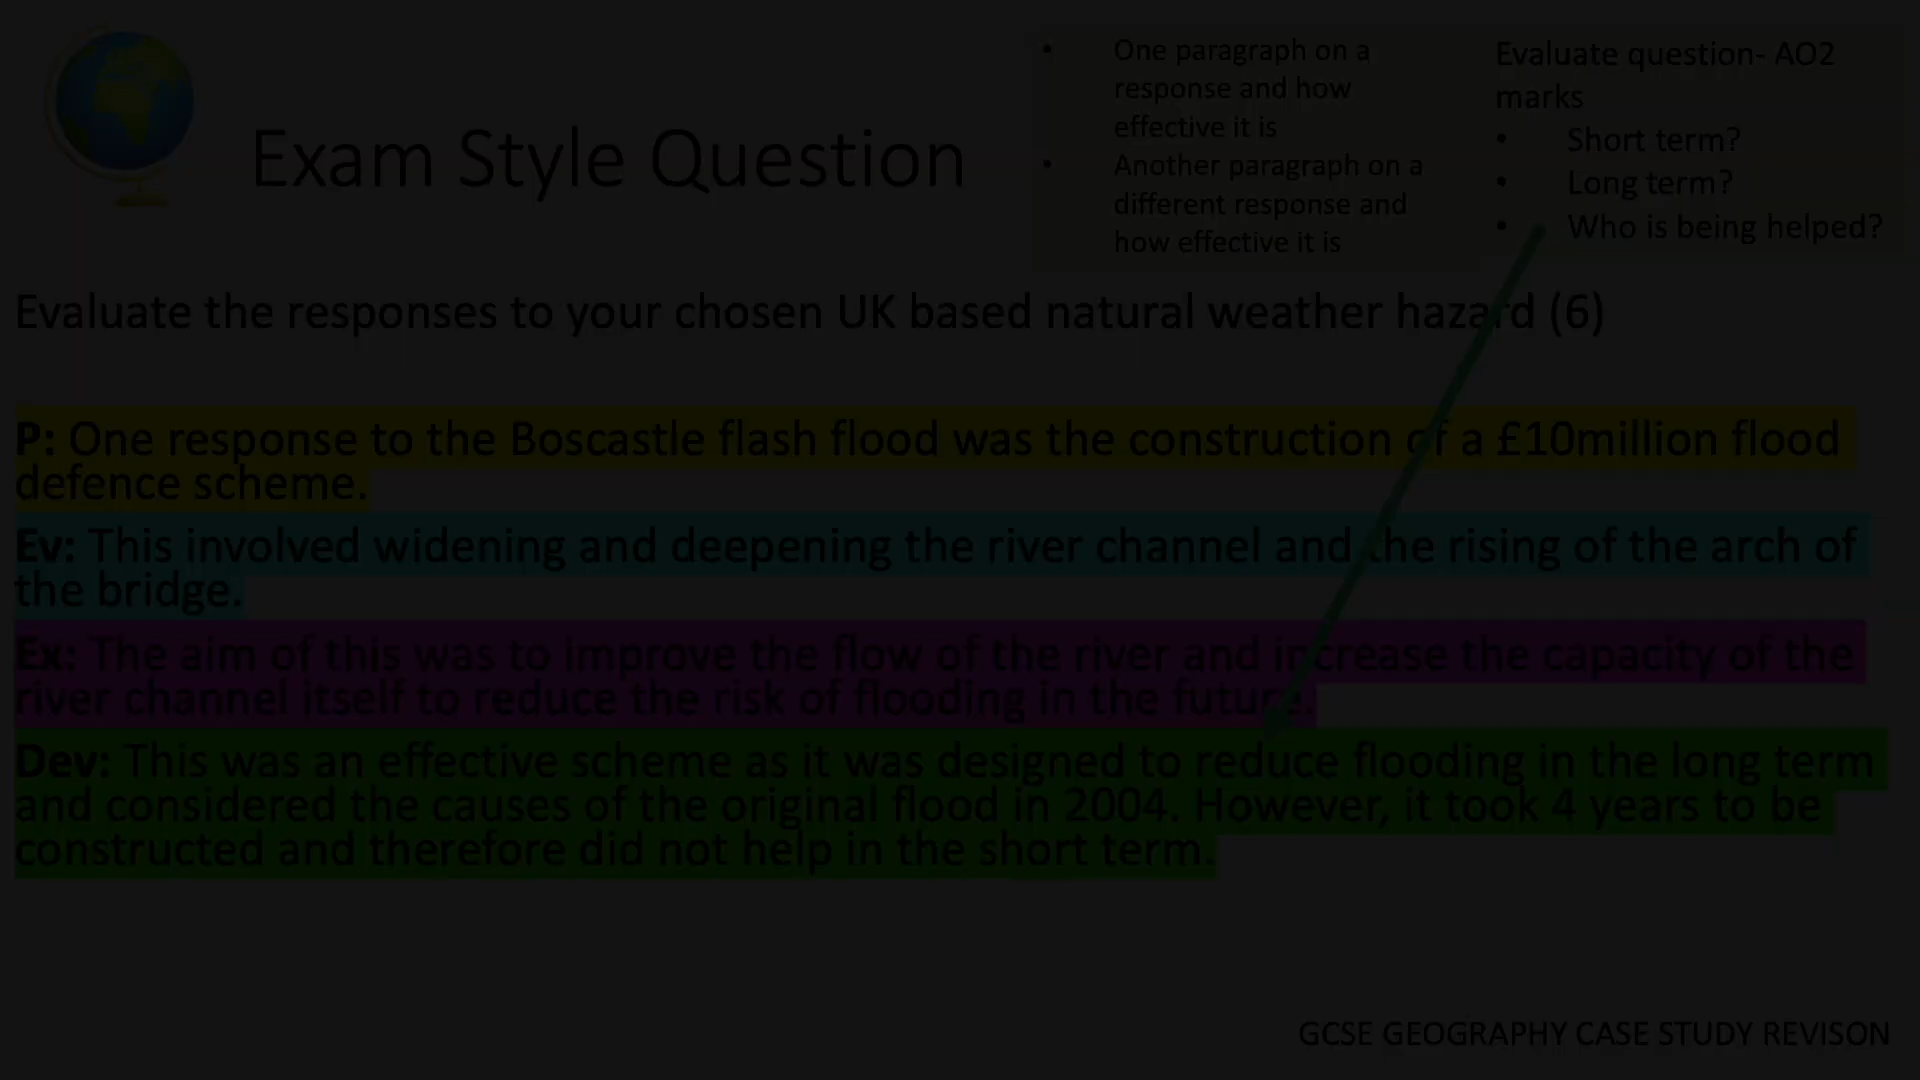 Exam Style Question
• One paragraph on a
response and how
effective it is
• Another paragraph on a
different response and
how effective it is
Evaluate question- AO2
marks
• Short term?
• Long term?
• Who is being helped?
Evaluate the responses to your chosen UK based natural weather hazard (6)
P: One response to the Boscastle flash flood was the construction of a £10million flood
defence scheme.
Ev: This involved widening and deepening the river channel and the rising of the arch of
the bridge.
Ex: The aim of this was to improve the flow of the river and increase the capacity of the
river channel itself to reduce the risk of flooding in the future.
Dev: This was an effective scheme as it was designed to reduce flooding in the long term
and considered the causes of the original flood in 2004. However, it took 4 years to be
constructed and therefore did not help in the short term.
GCSE GEOGRAPHY CASE STUDY REVISON